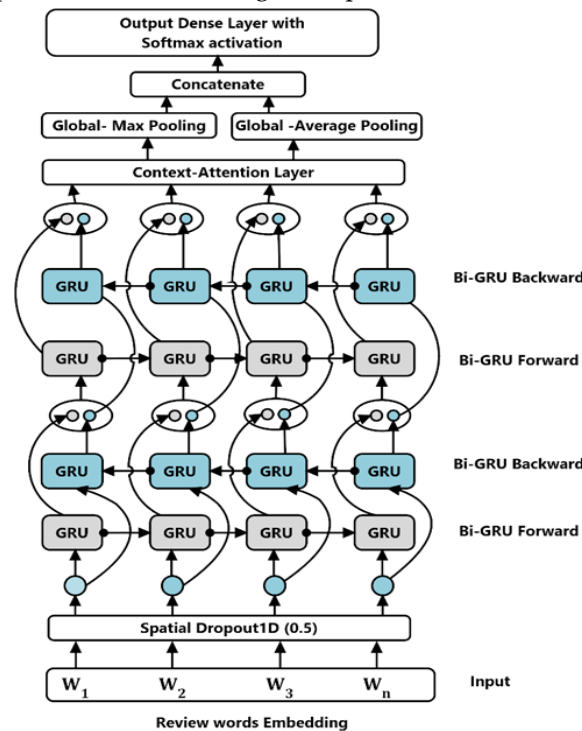 Output Dense Layer with
Softmax activation
Concatenate
Global- Max Pooling
Global -Average Pooling
Context-Attention Layer
GRU GRU GRU GRU
Bi-GRU Backward
GRU GRU GRU GRU
Bi-GRU Forward
GRU GRU GRU GRU
Bi-GRU Backward
GRU GRU GRU GRU
Bi-GRU Forward
Spatial Dropout1D (0.5)
W1 W2 W3 Wn
Input
Review words Embedding